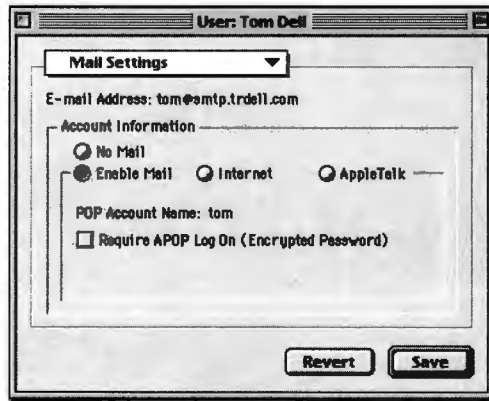 User: Tom Dell
Mail Settings
E-mail Address: tom@smtp.trdell.com
Account Information
No Mail
Enable Mail Internet AppleTalk
POP Account Name: tom
Require APOP Log On (Encrypted Password)
Revert Save